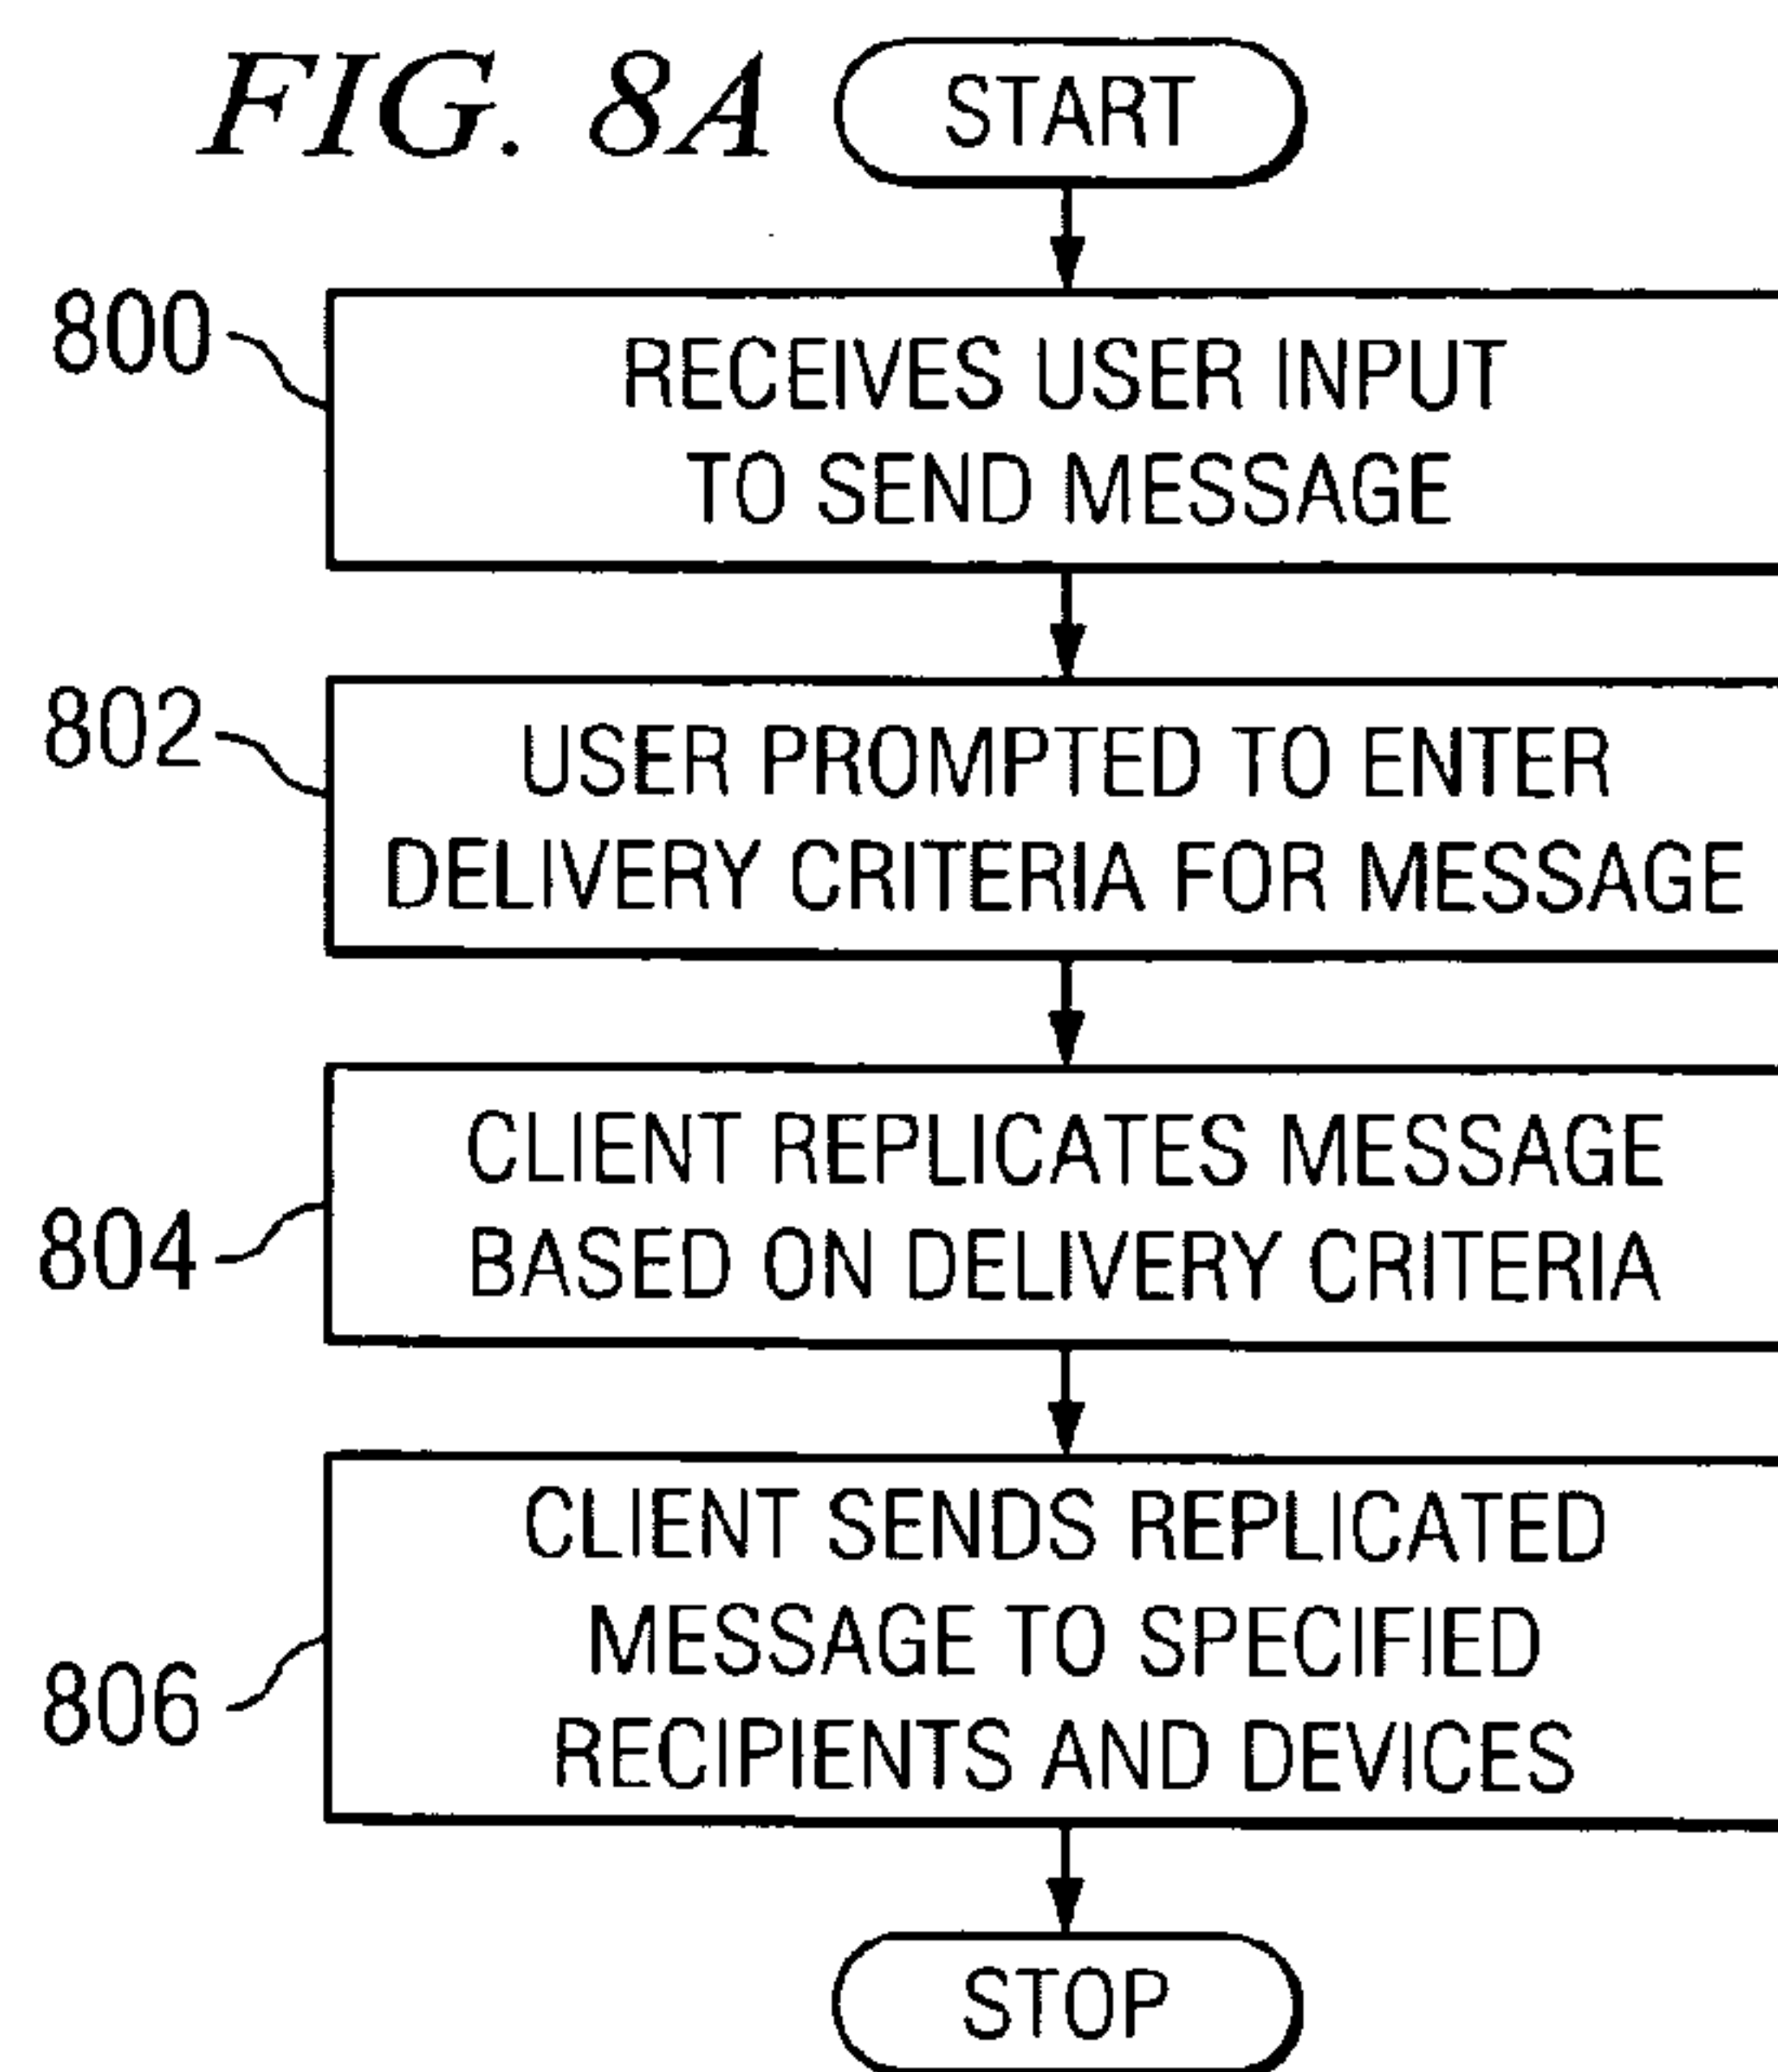 FIG. 8A
START
800
RECEIVES USER INPUT
TO SEND MESSAGE
802
USER PROMPTED TO ENTER
DELIVERY CRITERIA FOR MESSAGE
804
CLIENT REPLICATES MESSAGE
BASED ON DELIVERY CRITERIA
806
CLIENT SENDS REPLICATED
MESSAGE TO SPECIFIED
RECIPIENTS AND DEVICES
STOP